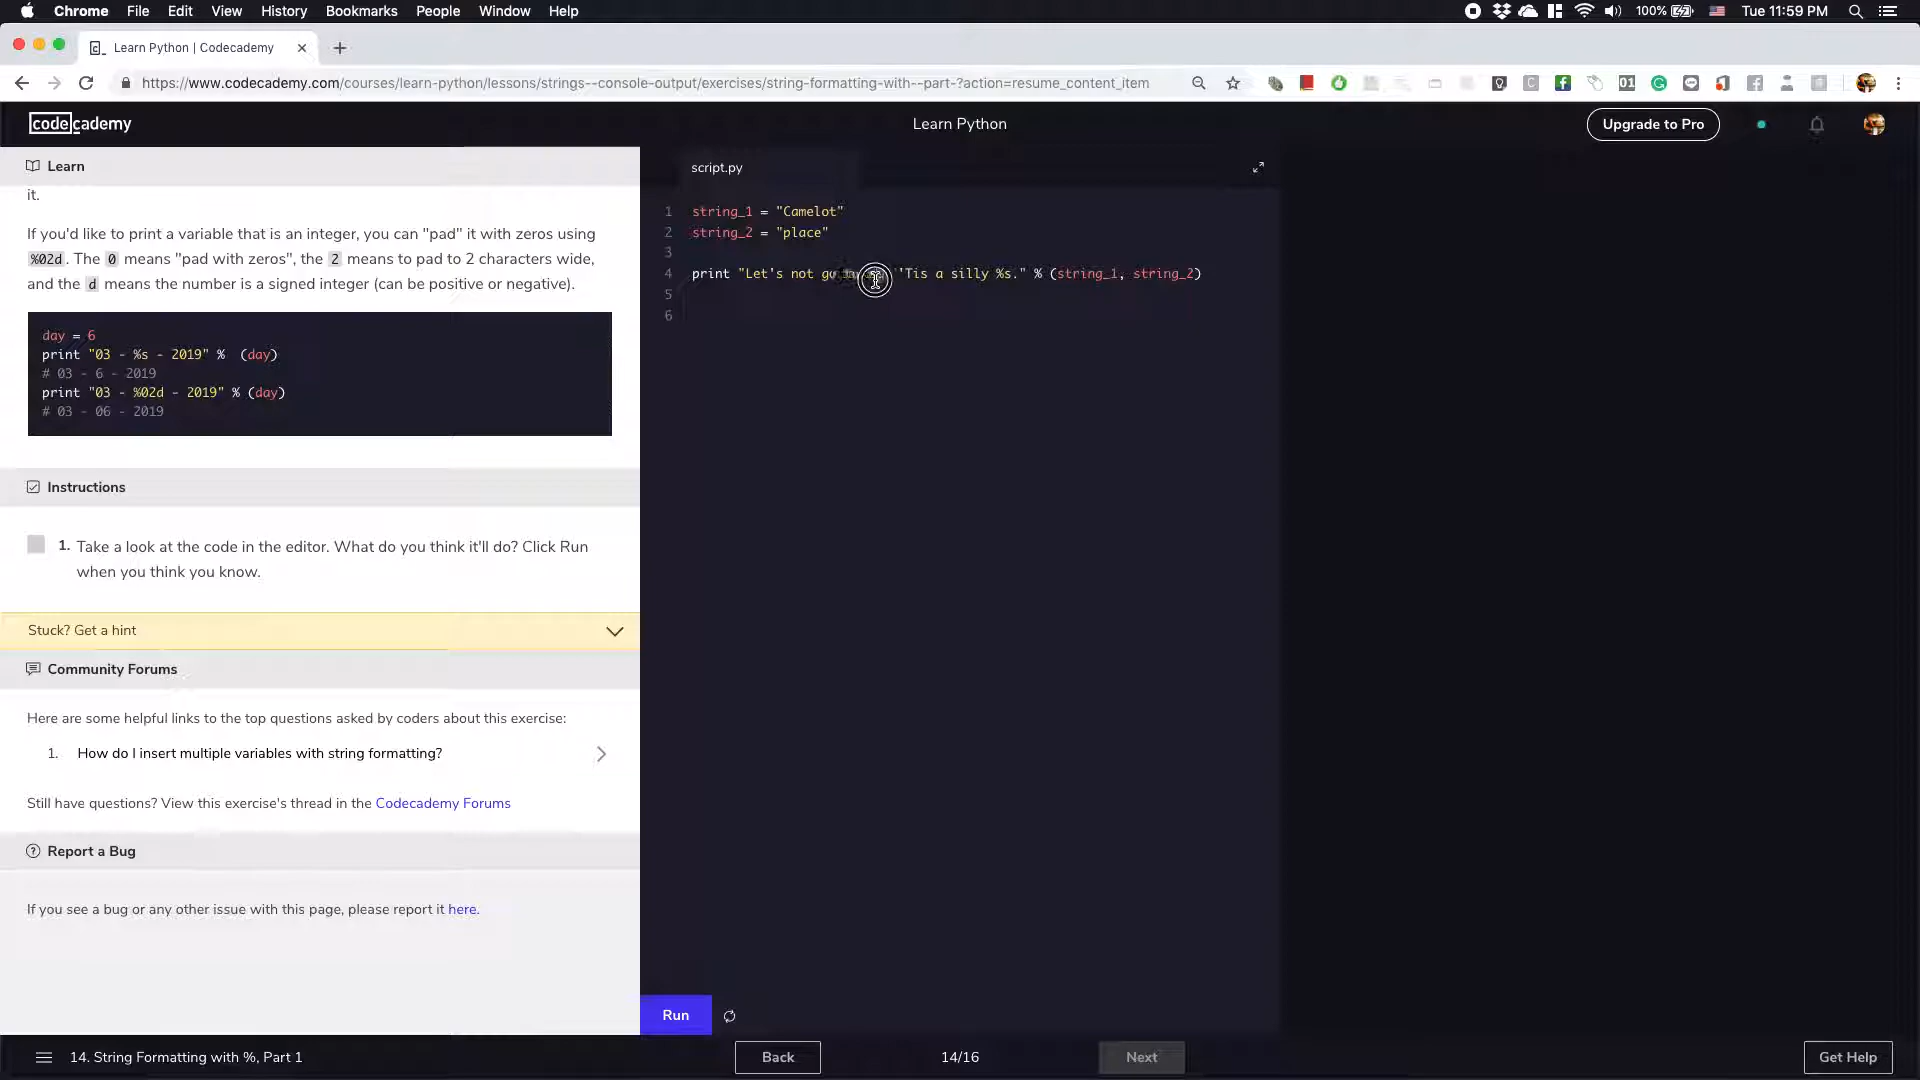 Chrome File Edit View History Bookmarks People Window Help 100% Tue 11:59 PM
Learn Python | Codecademy
https://www.codecademy.com/courses/learn-python/lessons/strings--console-output/exercises/string-formatting-with--part-?action=resume_content_item
codecademy Learn Python Upgrade to Pro
Learn
it.
If you'd like to print a variable that is an integer, you can "pad" it with zeros using
%02d. The 0 means "pad with zeros", the 2 means to pad to 2 characters wide,
and the d means the number is a signed integer (can be positive or negative).
day = 6
print "03 - %s - 2019" % (day)
# 03 - 6 - 2019
print "03 - %02d - 2019" % (day)
# 03 - 06 - 2019
Instructions
1. Take a look at the code in the editor. What do you think it'll do? Click Run
when you think you know.
Stuck? Get a hint
Community Forums
Here are some helpful links to the top questions asked by coders about this exercise:
1. How do I insert multiple variables with string formatting?
Still have questions? View this exercise's thread in the Codecademy Forums
Report a Bug
If you see a bug or any other issue with this page, please report it here.
script.py
1 string_1 = "Camelot"
2 string_2 = "place"
3
4 print "Let's not go 'Tis a silly %s." % (string_1, string_2)
5
6
Run
14. String Formatting with %, Part 1 Back 14/16 Next Get Help